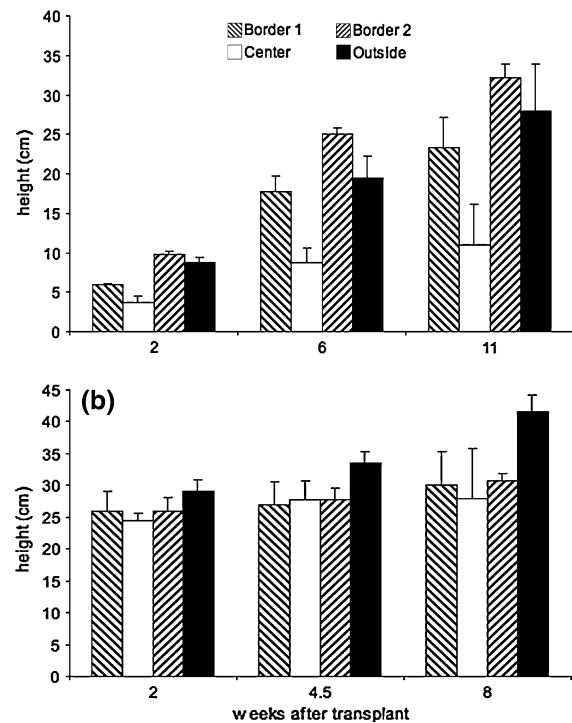 40
35
30
25
20
15
10
5
0
height (cm)
Border 1 Border 2
Center Outside
2 6 11
(b)
45
40
35
30
25
20
15
10
5
0
height (cm)
2 4.5 8
weeks after transplant